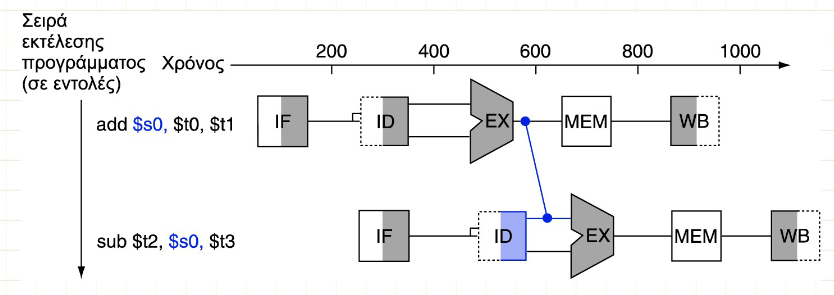 Σειρά
εκτέλεσης
προγράμματος
(σε εντολές)
Χρόνος
200 400 600 800 1000
add $s0, $t0, $t1
IF ID EX MEM WB
sub $t2, $s0, $t3
IF ID EX MEM WB